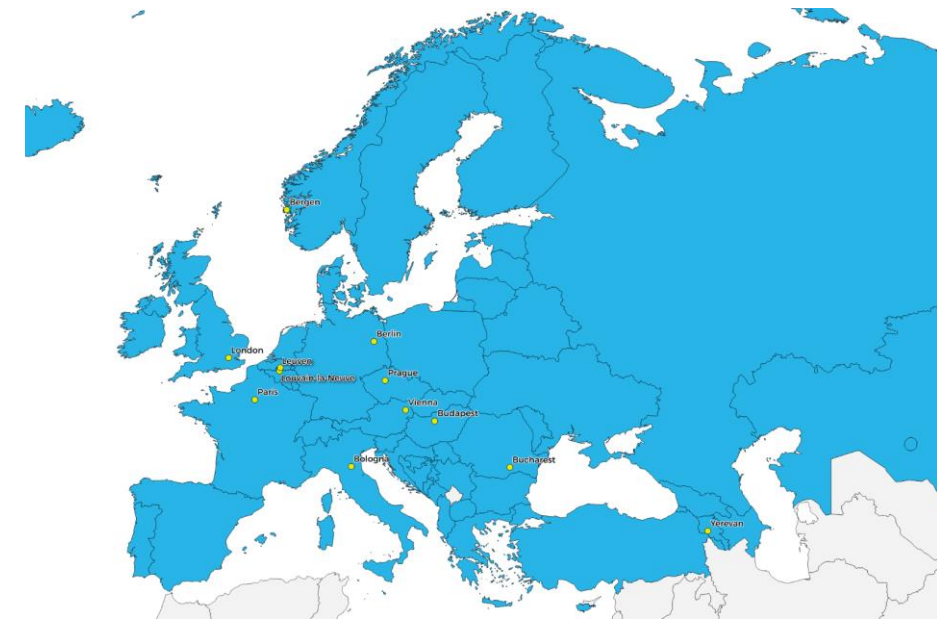 Bergen
Berlin
London
Leuven
Louvain-la-Neuve
Prague
Paris
Vienna
Budapest
Bologna
Bucharest
Yerevan